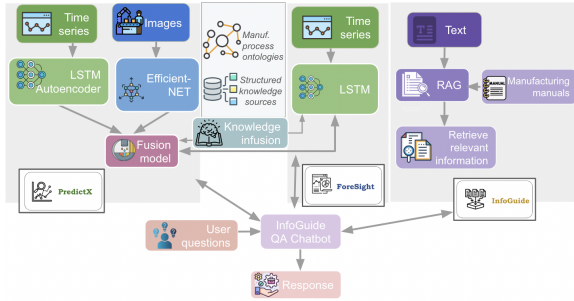 Time
series
Images
Manuf.
process
ontologies
Structured
knowledge
sources
Time
series
Text
LSTM
Autoencoder
Efficient-
NET
LSTM
RAG
Manufacturing
manuals
MANUAL
Knowledge
infusion
Fusion
model
Retrieve
relevant
information
PredictX
ForeSight
InfoGuide
User
questions
InfoGuide
QA Chatbot
Response